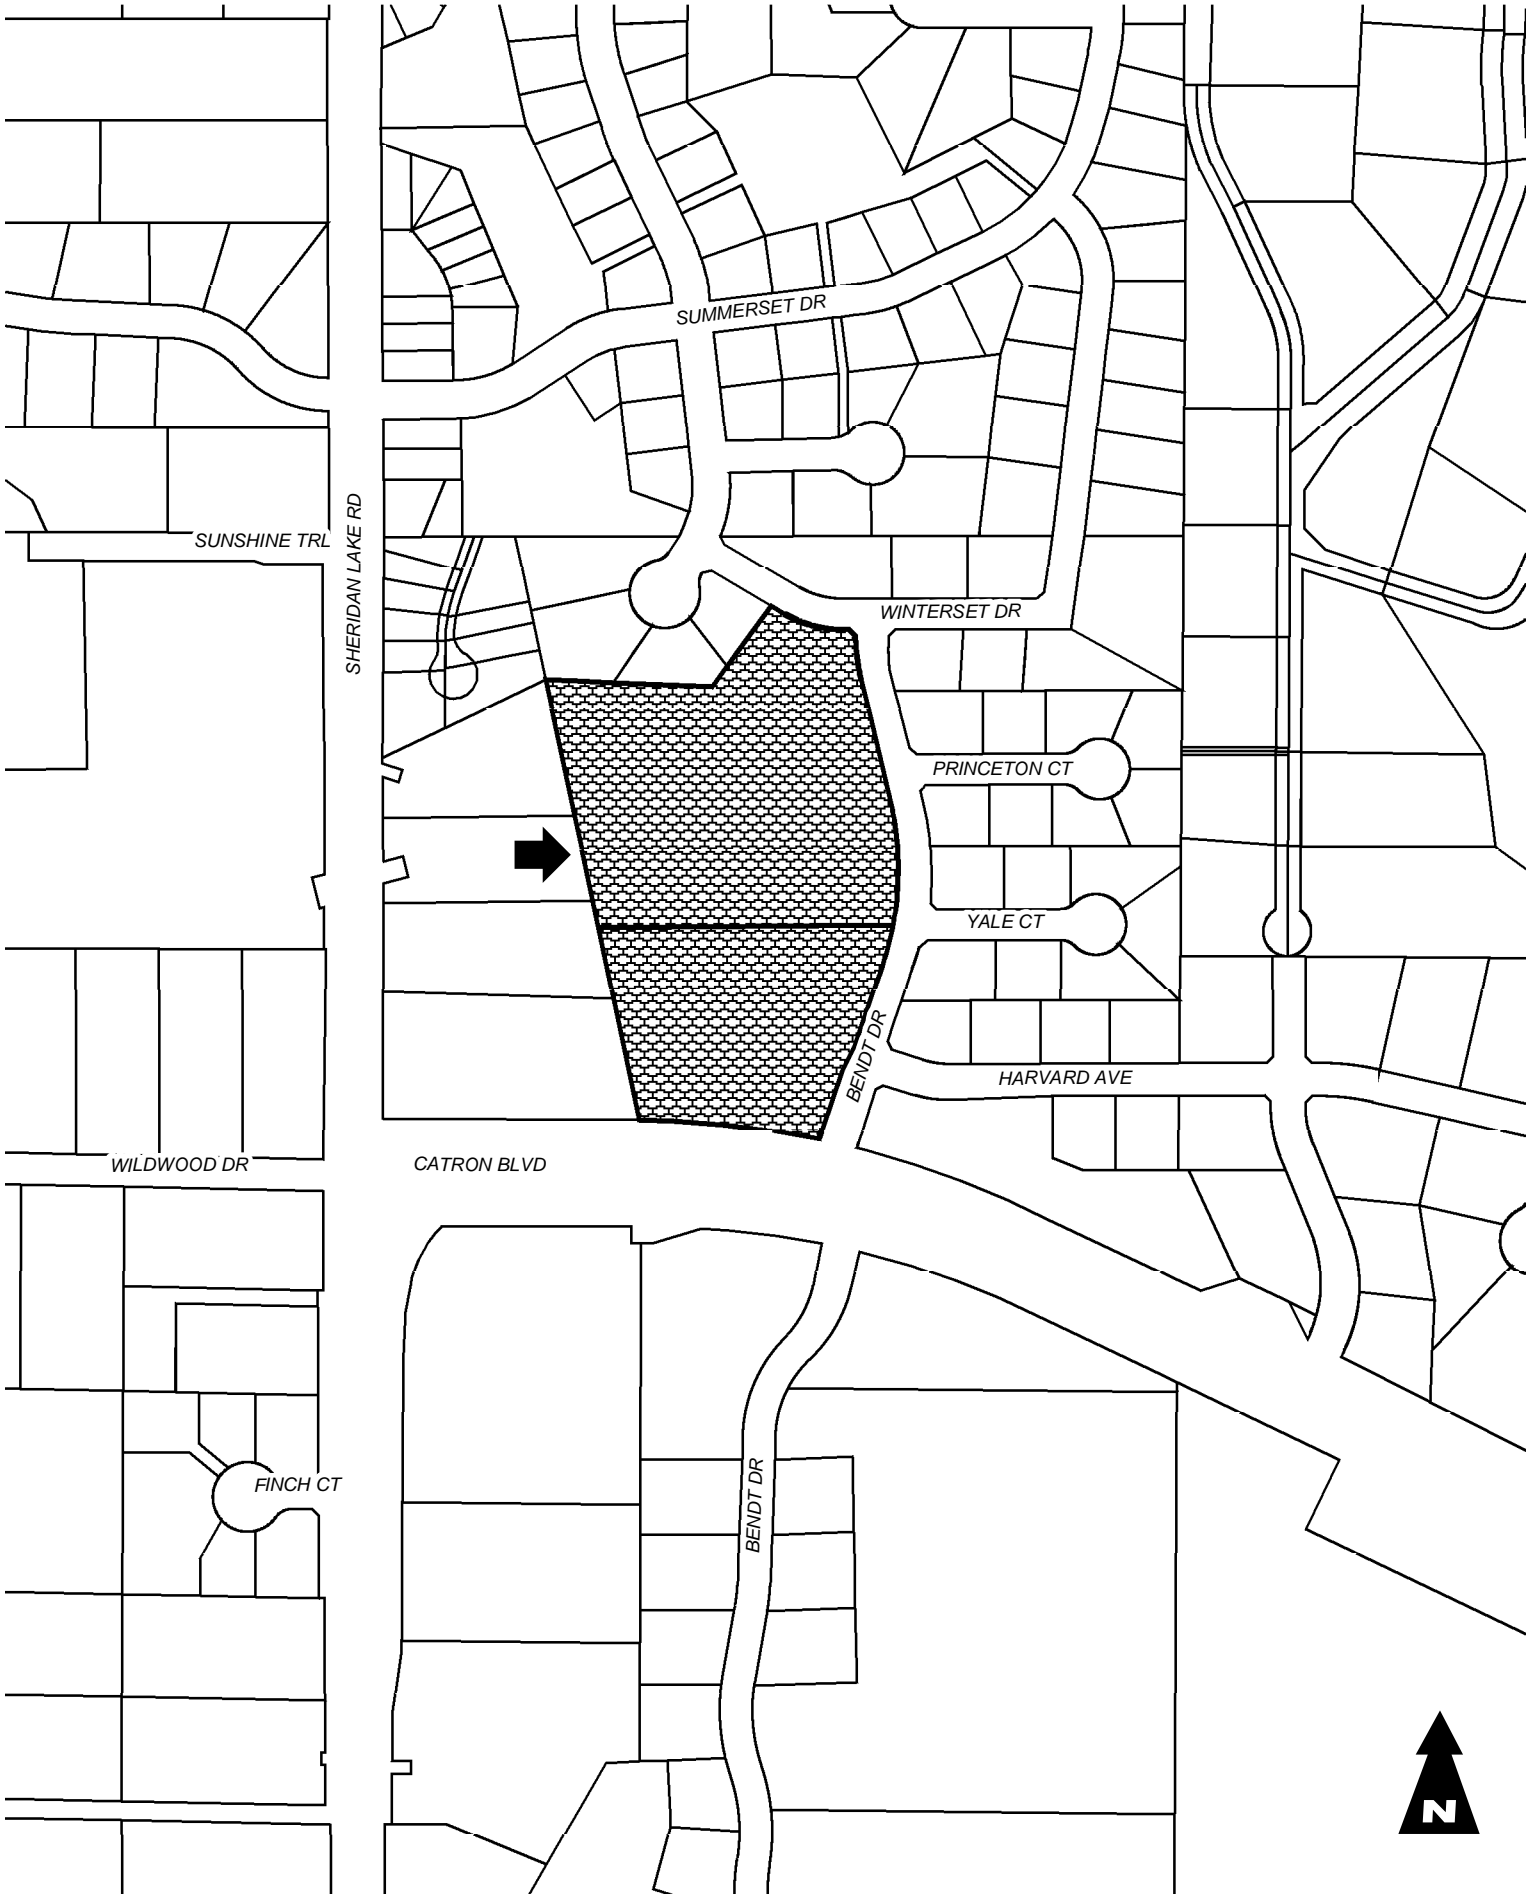 SUMMERSET DR
SHERIDAN LAKE RD
SUNSHINE TRL
WINTERSET DR
PRINCETON CT
YALE CT
BENDT DR
HARVARD AVE
WILDWOOD DR
CATRON BLVD
FINCH CT
BENDT DR
N